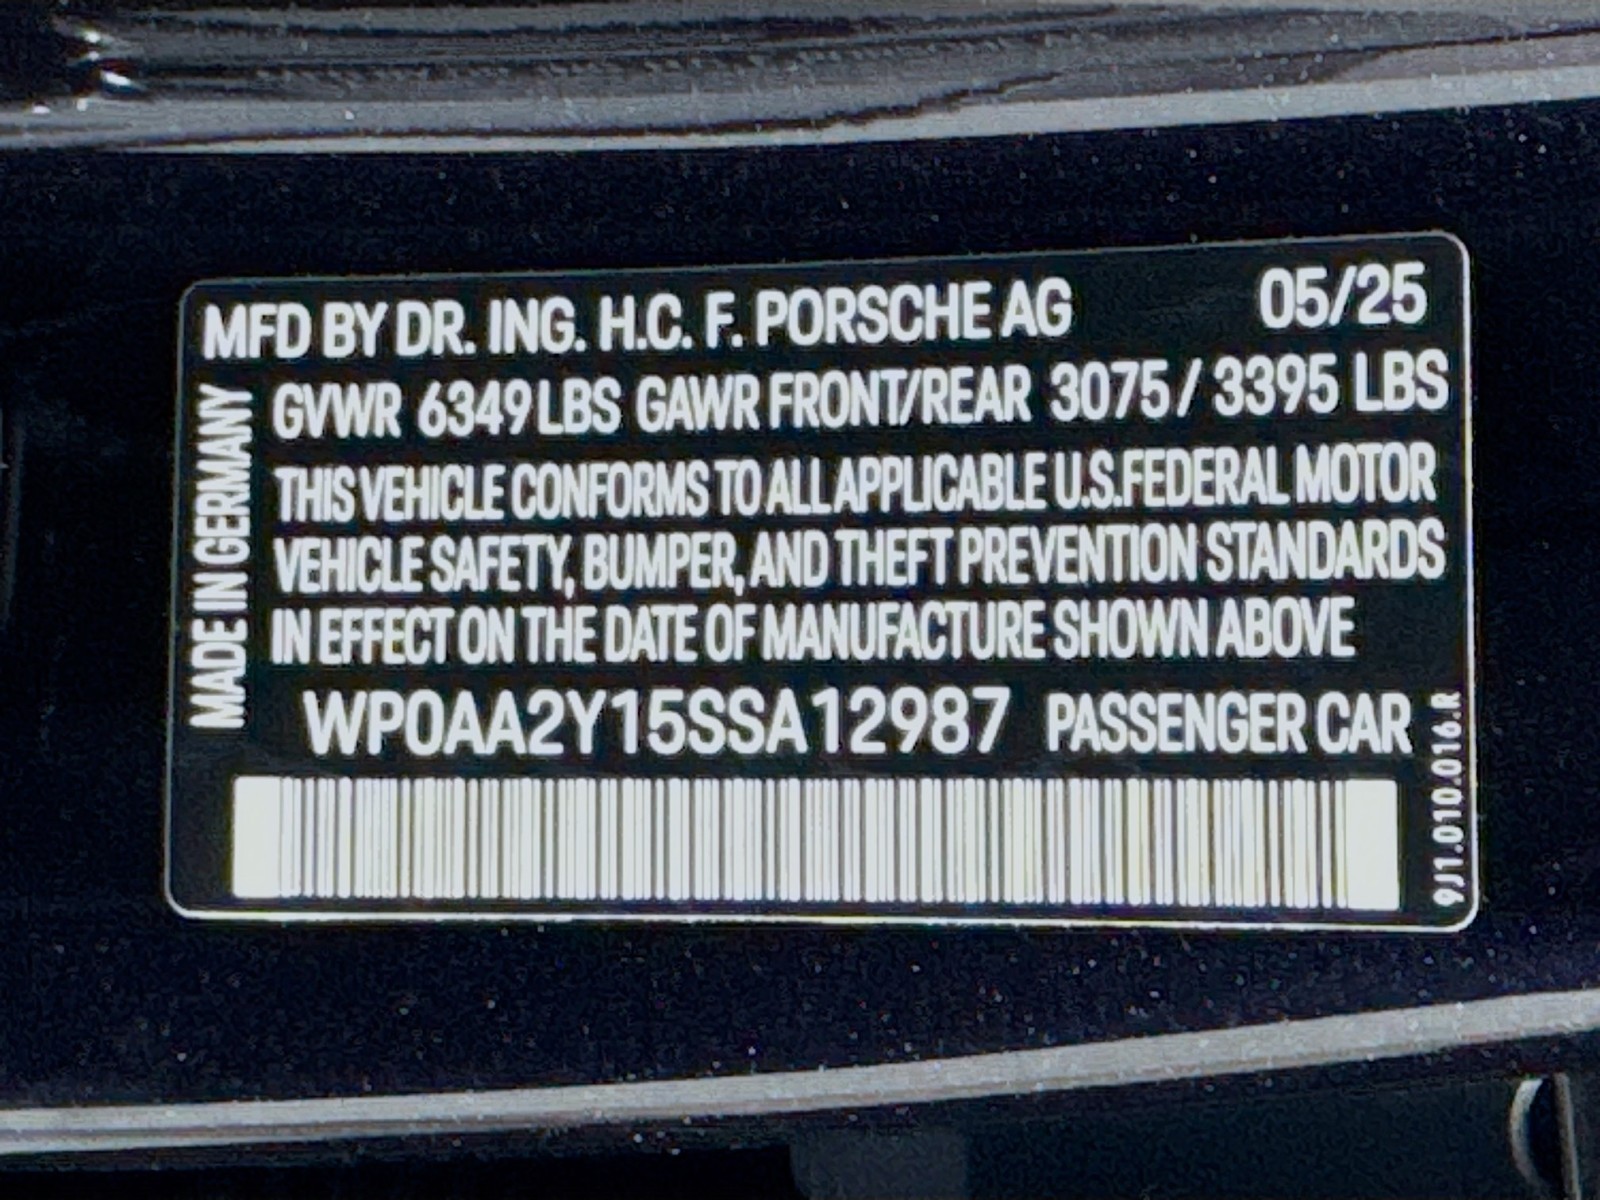 MFD BY DR. ING. H.C. F. PORSCHE AG 05/25
GVWR 6349 LBS GAWR FRONT/REAR 3075 / 3395 LBS
THIS VEHICLE CONFORMS TO ALL APPLICABLE U.S.FEDERAL MOTOR
VEHICLE SAFETY, BUMPER, AND THEFT PREVENTION STANDARDS
IN EFFECT ON THE DATE OF MANUFACTURE SHOWN ABOVE
MADE IN GERMANY
WP0AA2Y15SSA12987 PASSENGER CAR
9J1.010.016.R